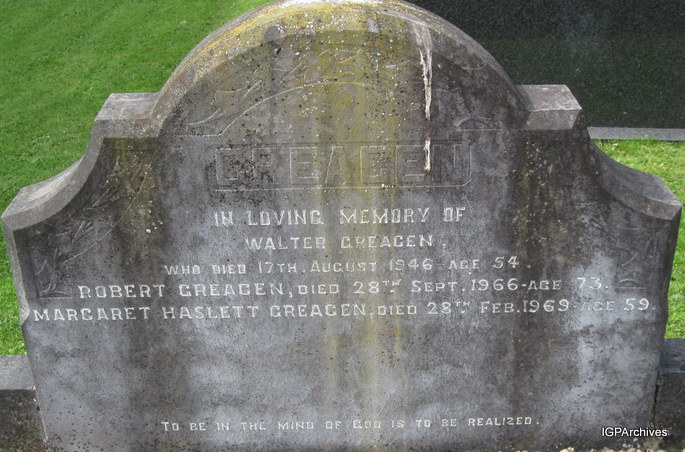 GREAGEN
IN LOVING MEMORY OF
WALTER GREAGEN,
WHO DIED 17TH. AUGUST 1946 - AGE 54.
ROBERT GREAGEN, DIED 28TH SEPT. 1966 - AGE 73.
MARGARET HASLETT GREAGEN, DIED 28TH FEB. 1969 - AGE 59.
TO BE IN THE MIND OF GOD IS TO BE REALIZED.
IGPArchives